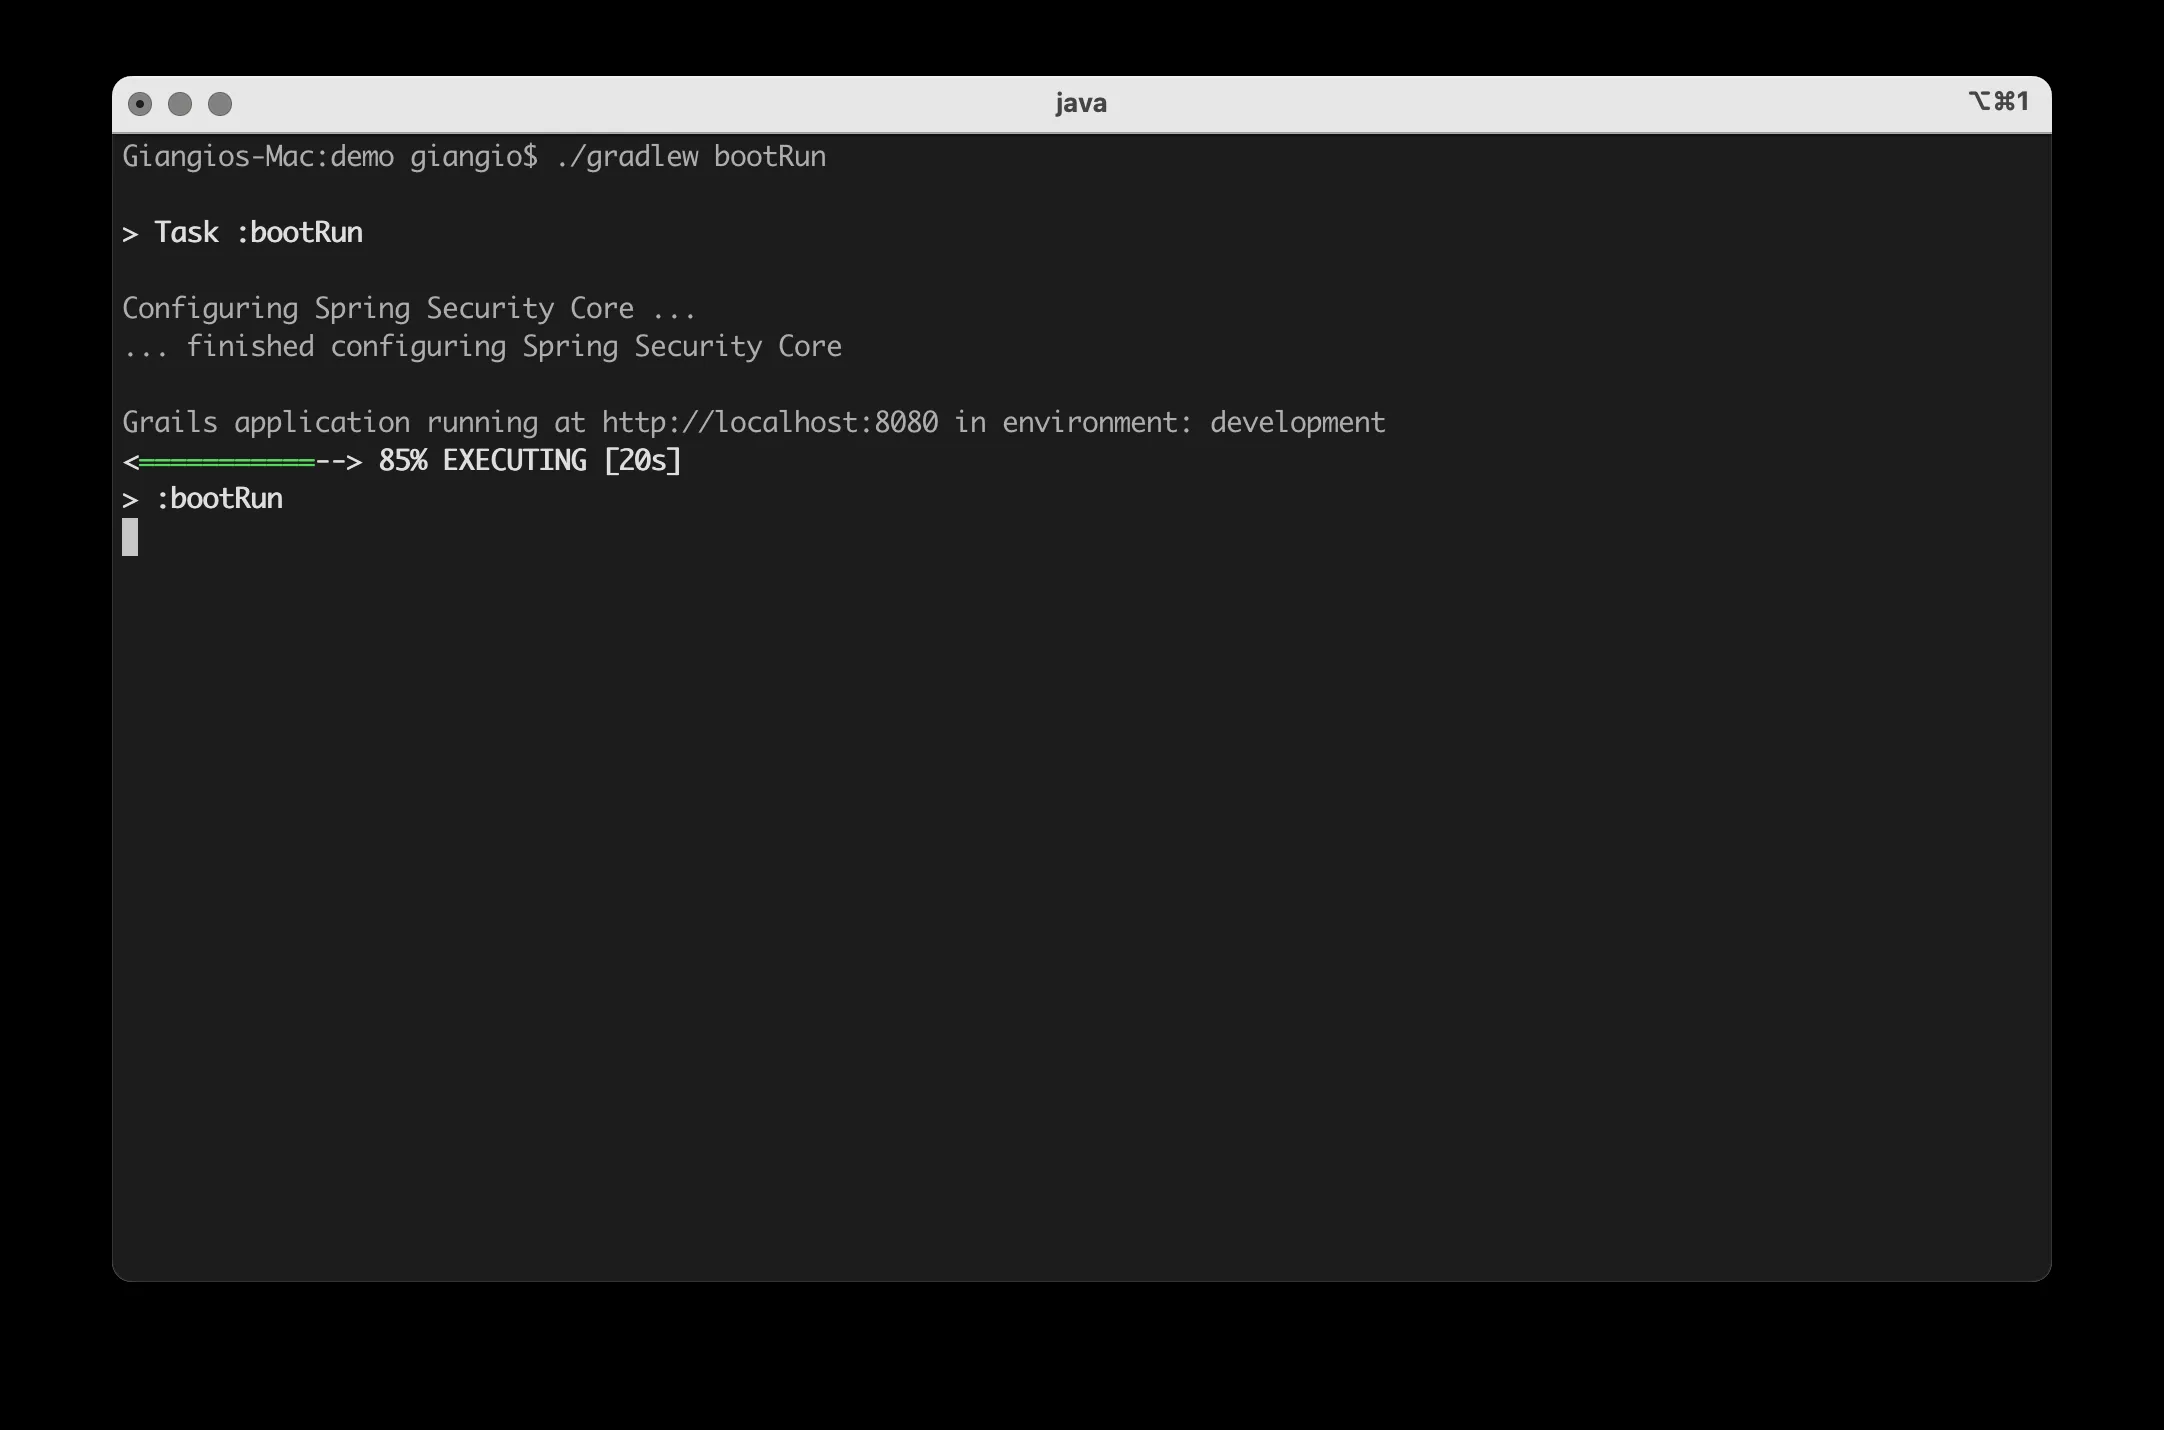 java
⌥⌘1
Giangios-Mac:demo giangio$ ./gradlew bootRun
> Task :bootRun
Configuring Spring Security Core ...
... finished configuring Spring Security Core
Grails application running at http://localhost:8080 in environment: development
<===========--> 85% EXECUTING [20s]
> :bootRun